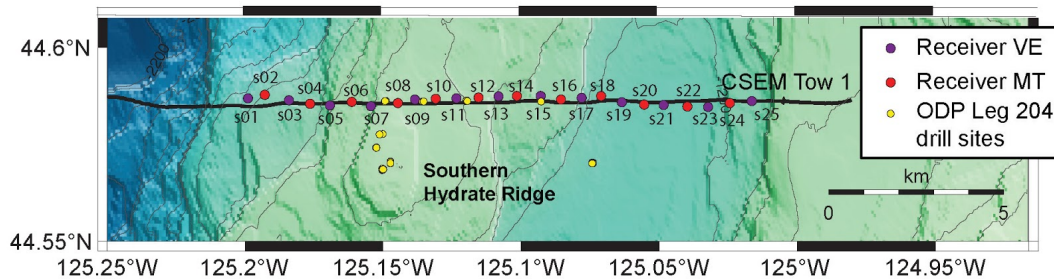 44.6°N
44.55°N
2200
s02
s04
s06
s08
s10
s12
s14
s16
s18
s20
s22
CSEM Tow 1
s01
s03
s05
s07
s09
s11
s13
s15
s17
s19
s21
s23
s24
s25
Southern
Hydrate Ridge
Receiver VE
Receiver MT
ODP Leg 204
drill sites
km
0
5
125.25°W
125.2°W
125.15°W
125.1°W
125.05°W
125°W
124.95°W